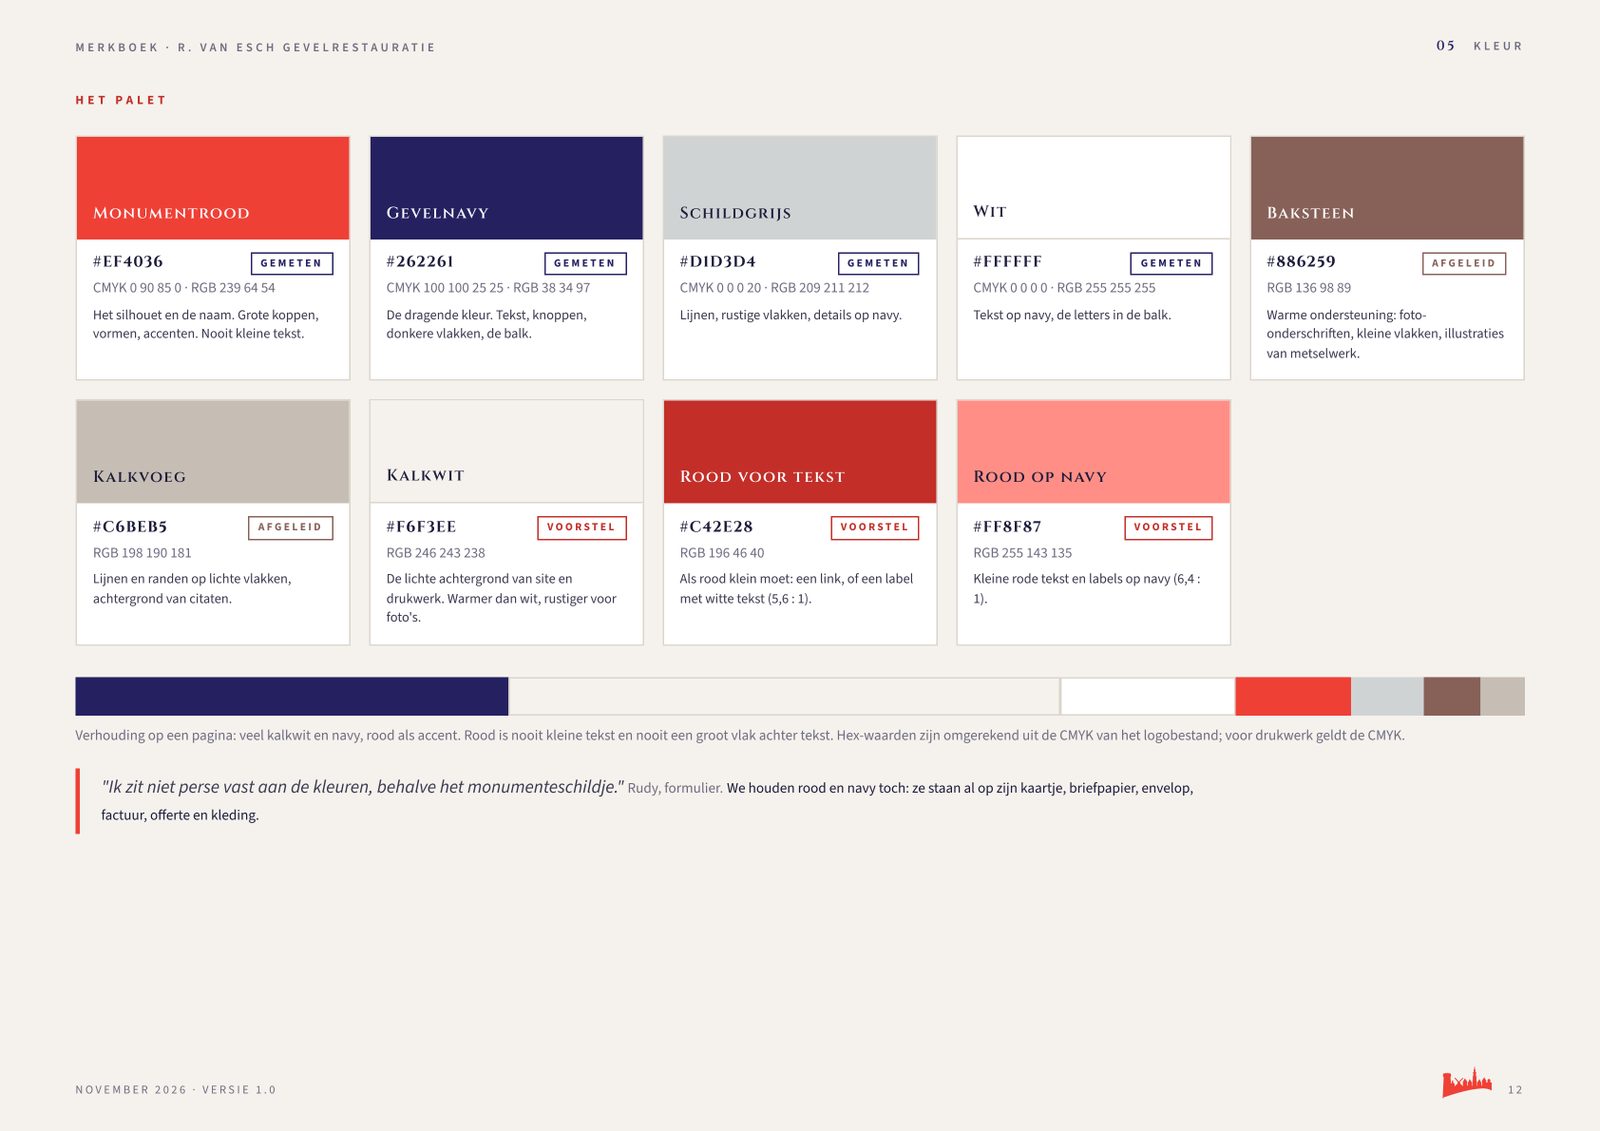 MERKBOEK · R. VAN ESCH GEVELRESTAURATIE
05 KLEUR
HET PALET
MONUMENTROOD
#EF4036
GEMETEN
CMYK 0 90 85 0 · RGB 239 64 54
Het silhouet en de naam. Grote koppen,
vormen, accenten. Nooit kleine tekst.
GEVELNAVY
#262261
GEMETEN
CMYK 100 100 25 25 · RGB 38 34 97
De dragende kleur. Tekst, knoppen,
donkere vlakken, de balk.
SCHILDGRIJS
#D1D3D4
GEMETEN
CMYK 0 0 0 20 · RGB 209 211 212
Lijnen, rustige vlakken, details op navy.
WIT
#FFFFFF
GEMETEN
CMYK 0 0 0 0 · RGB 255 255 255
Tekst op navy, de letters in de balk.
BAKSTEEN
#886259
AFGELEID
RGB 136 98 89
Warme ondersteuning: foto-
onderschriften, kleine vlakken, illustraties
van metselwerk.
KALKVOEG
#C6BEB5
AFGELEID
RGB 198 190 181
Lijnen en randen op lichte vlakken,
achtergrond van citaten.
KALKWIT
#F6F3EE
VOORSTEL
RGB 246 243 238
De lichte achtergrond van site en
drukwerk. Warmer dan wit, rustiger voor
foto's.
ROOD VOOR TEKST
#C42E28
VOORSTEL
RGB 196 46 40
Als rood klein moet: een link, of een label
met witte tekst (5,6 : 1).
ROOD OP NAVY
#FF8F87
VOORSTEL
RGB 255 143 135
Kleine rode tekst en labels op navy (6,4 :
1).
Verhouding op een pagina: veel kalkwit en navy, rood als accent. Rood is nooit kleine tekst en nooit een groot vlak achter tekst. Hex-waarden zijn omgerekend uit de CMYK van het logobestand; voor drukwerk geldt de CMYK.
"Ik zit niet perse vast aan de kleuren, behalve het monumenteschildje." Rudy, formulier. We houden rood en navy toch: ze staan al op zijn kaartje, briefpapier, envelop,
factuur, offerte en kleding.
NOVEMBER 2026 · VERSIE 1.0
12